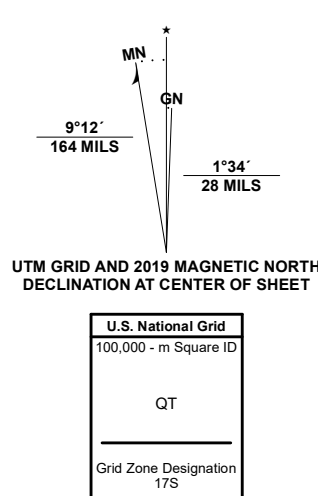 ★
MN
GN
9°12´
164 MILS
1°34´
28 MILS
UTM GRID AND 2019 MAGNETIC NORTH
DECLINATION AT CENTER OF SHEET
U.S. National Grid
100,000 - m Square ID
QT
Grid Zone Designation
17S